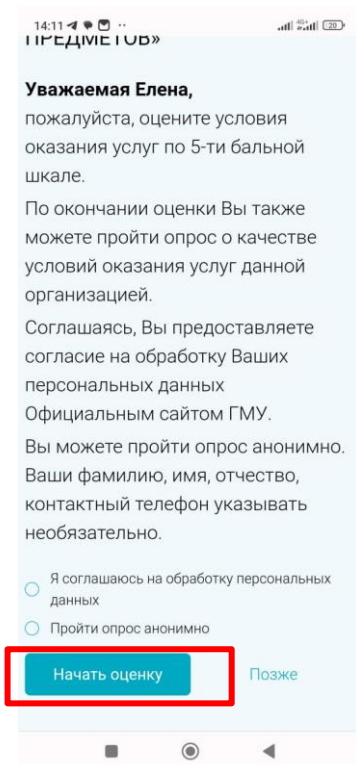 14:11
4G+
20
ПРЕДМЕТОВ»
Уважаемая Елена,
пожалуйста, оцените условия
оказания услуг по 5-ти бальной
шкале.
По окончании оценки Вы также
можете пройти опрос о качестве
условий оказания услуг данной
организацией.
Соглашаясь, Вы предоставляете
согласие на обработку Ваших
персональных данных
Официальным сайтом ГМУ.
Вы можете пройти опрос анонимно.
Ваши фамилию, имя, отчество,
контактный телефон указывать
необязательно.
Я соглашаюсь на обработку персональных
данных
Пройти опрос анонимно
Начать оценку Позже